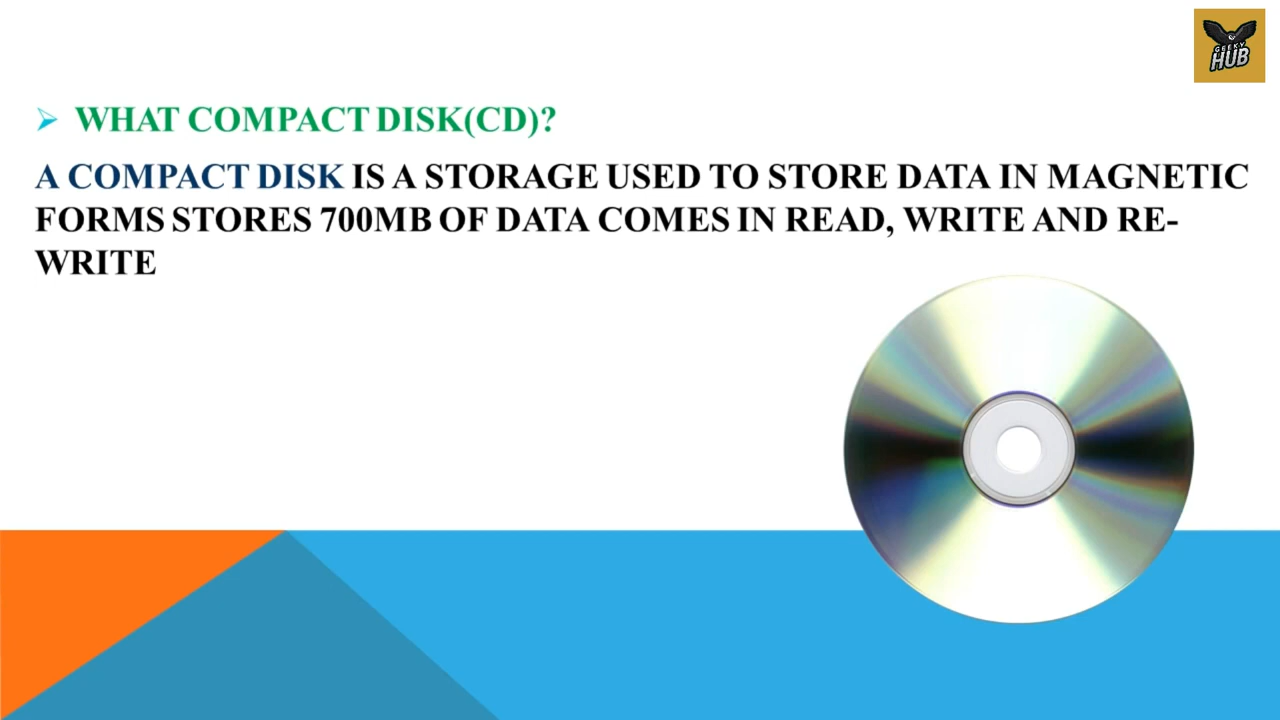 GEEKY
HUB
WHAT COMPACT DISK(CD)?
A COMPACT DISK IS A STORAGE USED TO STORE DATA IN MAGNETIC
FORMS STORES 700MB OF DATA COMES IN READ, WRITE AND RE-
WRITE